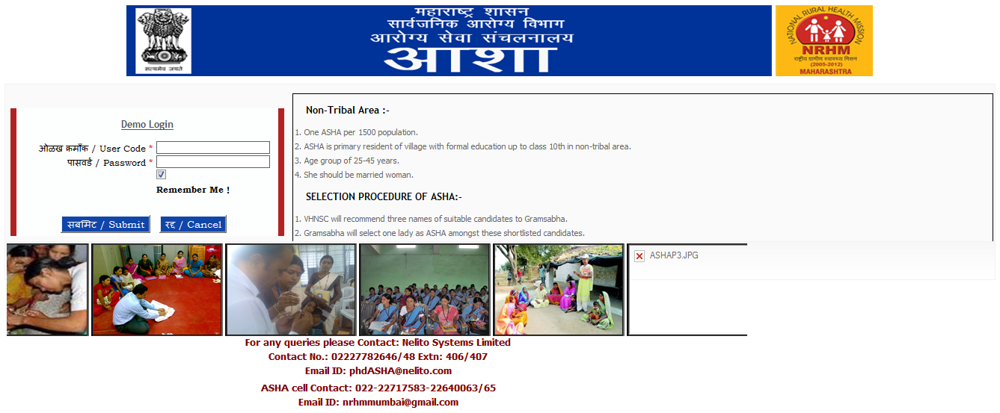 महाराष्ट्र शासन
सार्वजनिक आरोग्य विभाग
आरोग्य सेवा संचलनालय
आशा
सत्यमेव जयते
NATIONAL RURAL HEALTH MISSION
NRHM
राष्ट्रीय ग्रामीण स्वास्थ्य मिशन
(2005-2012)
MAHARASHTRA
Demo Login
ओळख क्रमाँक / User Code *
पासवर्ड / Password *
Remember Me !
सबमिट / Submit
रद्द / Cancel
Non-Tribal Area :-
1. One ASHA per 1500 population.
2. ASHA is primary resident of village with formal education up to class 10th in non-tribal area.
3. Age group of 25-45 years.
4. She should be married woman.
SELECTION PROCEDURE OF ASHA:-
1. VHNSC will recommend three names of suitable candidates to Gramsabha.
2. Gramsabha will select one lady as ASHA amongst these shortlisted candidates.
ASHAP3.JPG
For any queries please Contact: Nelito Systems Limited
Contact No.: 02227782646/48 Extn: 406/407
Email ID: phdASHA@nelito.com
ASHA cell Contact: 022-22717583-22640063/65
Email ID: nrhmmumbai@gmail.com